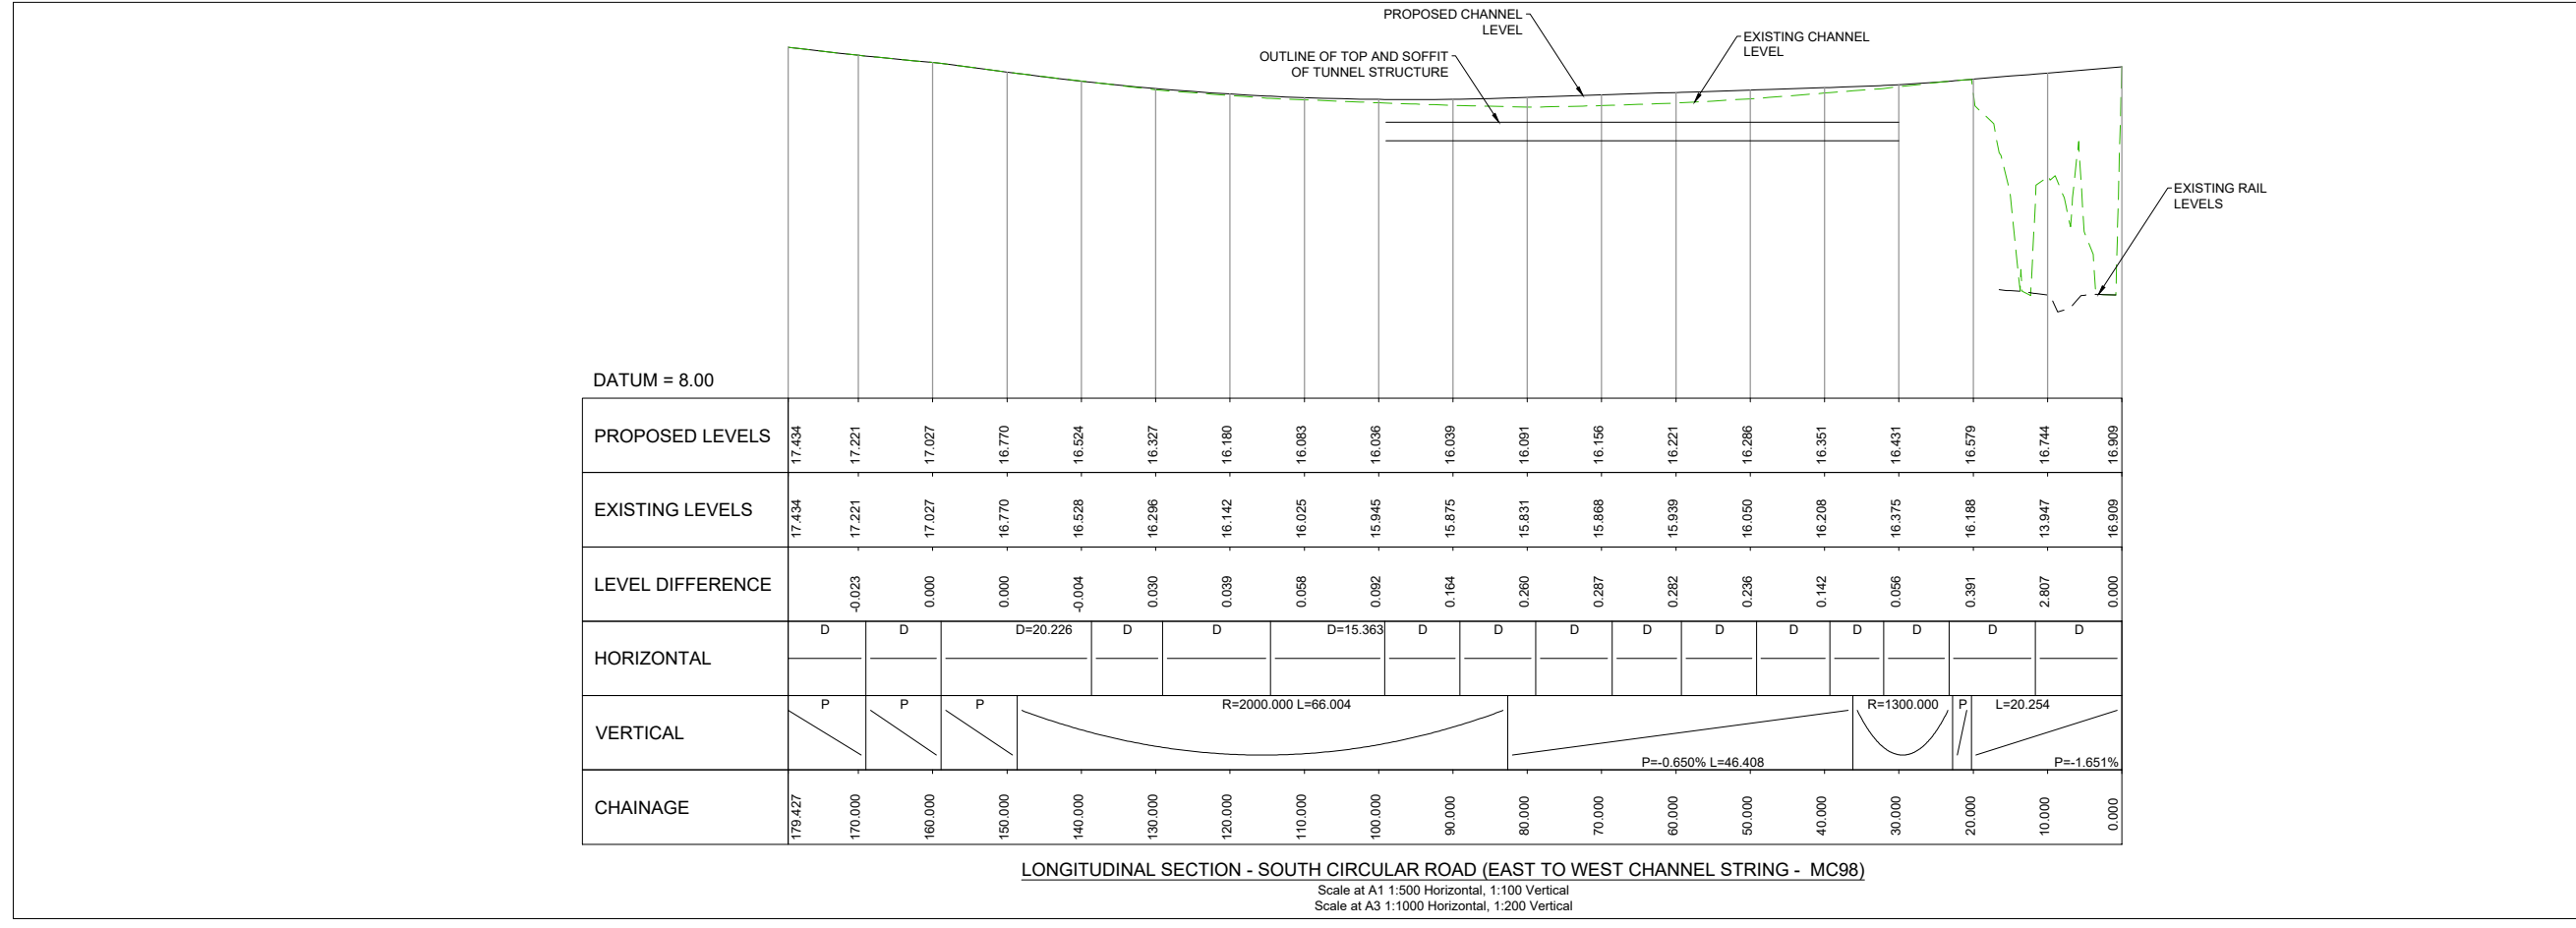 PROPOSED CHANNEL
LEVEL
EXISTING CHANNEL
LEVEL
OUTLINE OF TOP AND SOFFIT
OF TUNNEL STRUCTURE
EXISTING RAIL
LEVELS
DATUM = 8.00
PROPOSED LEVELS 17.434 17.221 17.027 16.770 16.524 16.327 16.180 16.083 16.036 16.039 16.091 16.156 16.221 16.286 16.351 16.431 16.579 16.744 16.909
EXISTING LEVELS 17.434 17.221 17.027 16.770 16.528 16.296 16.142 16.025 15.945 15.875 15.831 15.868 15.939 16.050 16.208 16.375 16.188 13.947 16.909
LEVEL DIFFERENCE -0.023 0.000 0.000 -0.004 0.030 0.039 0.058 0.092 0.164 0.260 0.287 0.282 0.236 0.142 0.056 0.391 2.807 0.000
D D D=20.226 D D D=15.363 D D D D D D D D D D
HORIZONTAL
P P P R=2000.000 L=66.004 R=1300.000 P L=20.254
VERTICAL
P=-0.650% L=46.408 P=-1.651%
CHAINAGE 179.427 170.000 160.000 150.000 140.000 130.000 120.000 110.000 100.000 90.000 80.000 70.000 60.000 50.000 40.000 30.000 20.000 10.000 0.000
LONGITUDINAL SECTION - SOUTH CIRCULAR ROAD (EAST TO WEST CHANNEL STRING - MC98)
Scale at A1 1:500 Horizontal, 1:100 Vertical
Scale at A3 1:1000 Horizontal, 1:200 Vertical